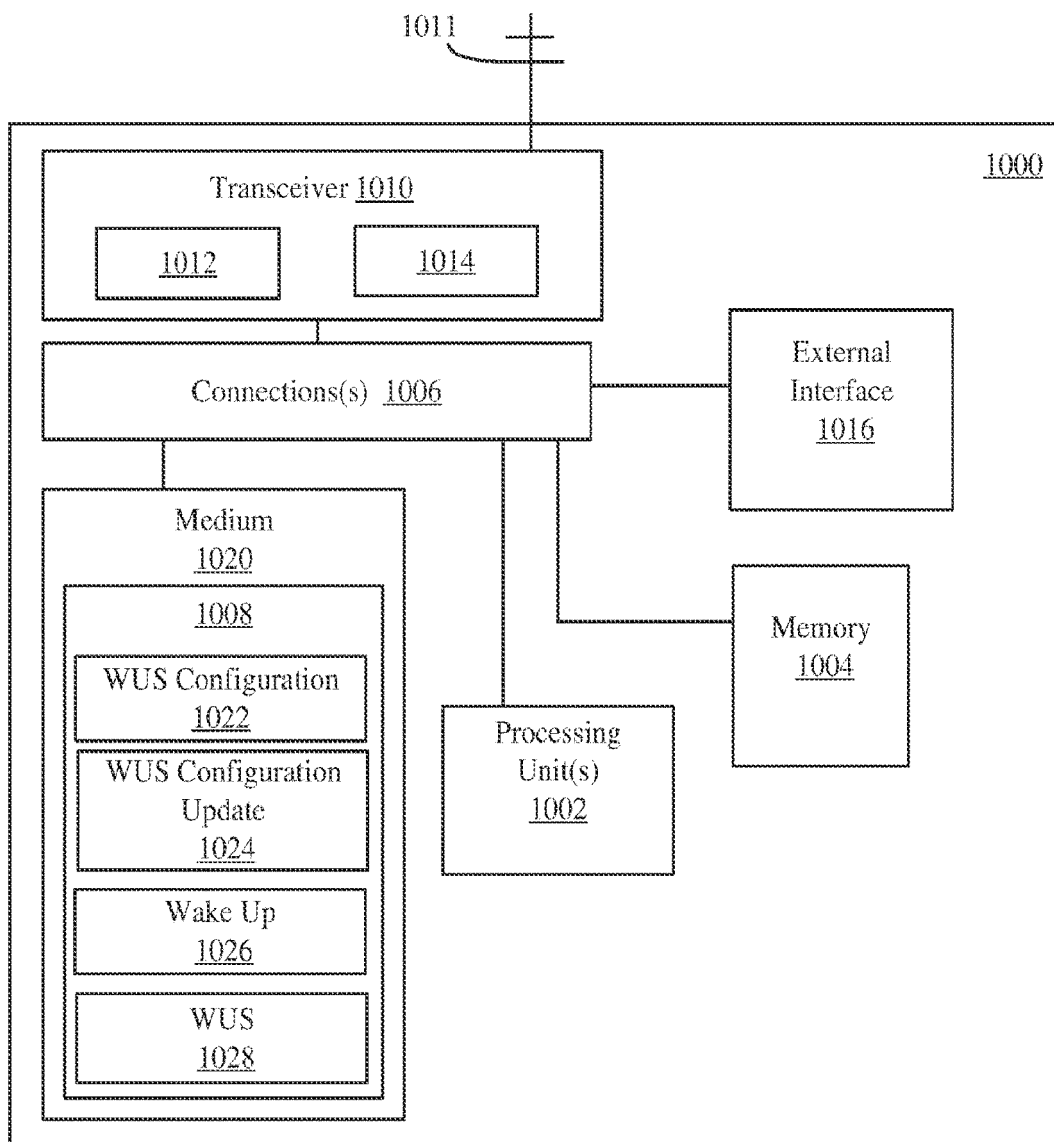 1011
1000
Transceiver 1010
1012
1014
Connections(s) 1006
External
Interface
1016
Medium
1020
1008
WUS Configuration
1022
WUS Configuration
Update
1024
Wake Up
1026
WUS
1028
Processing
Unit(s)
1002
Memory
1004